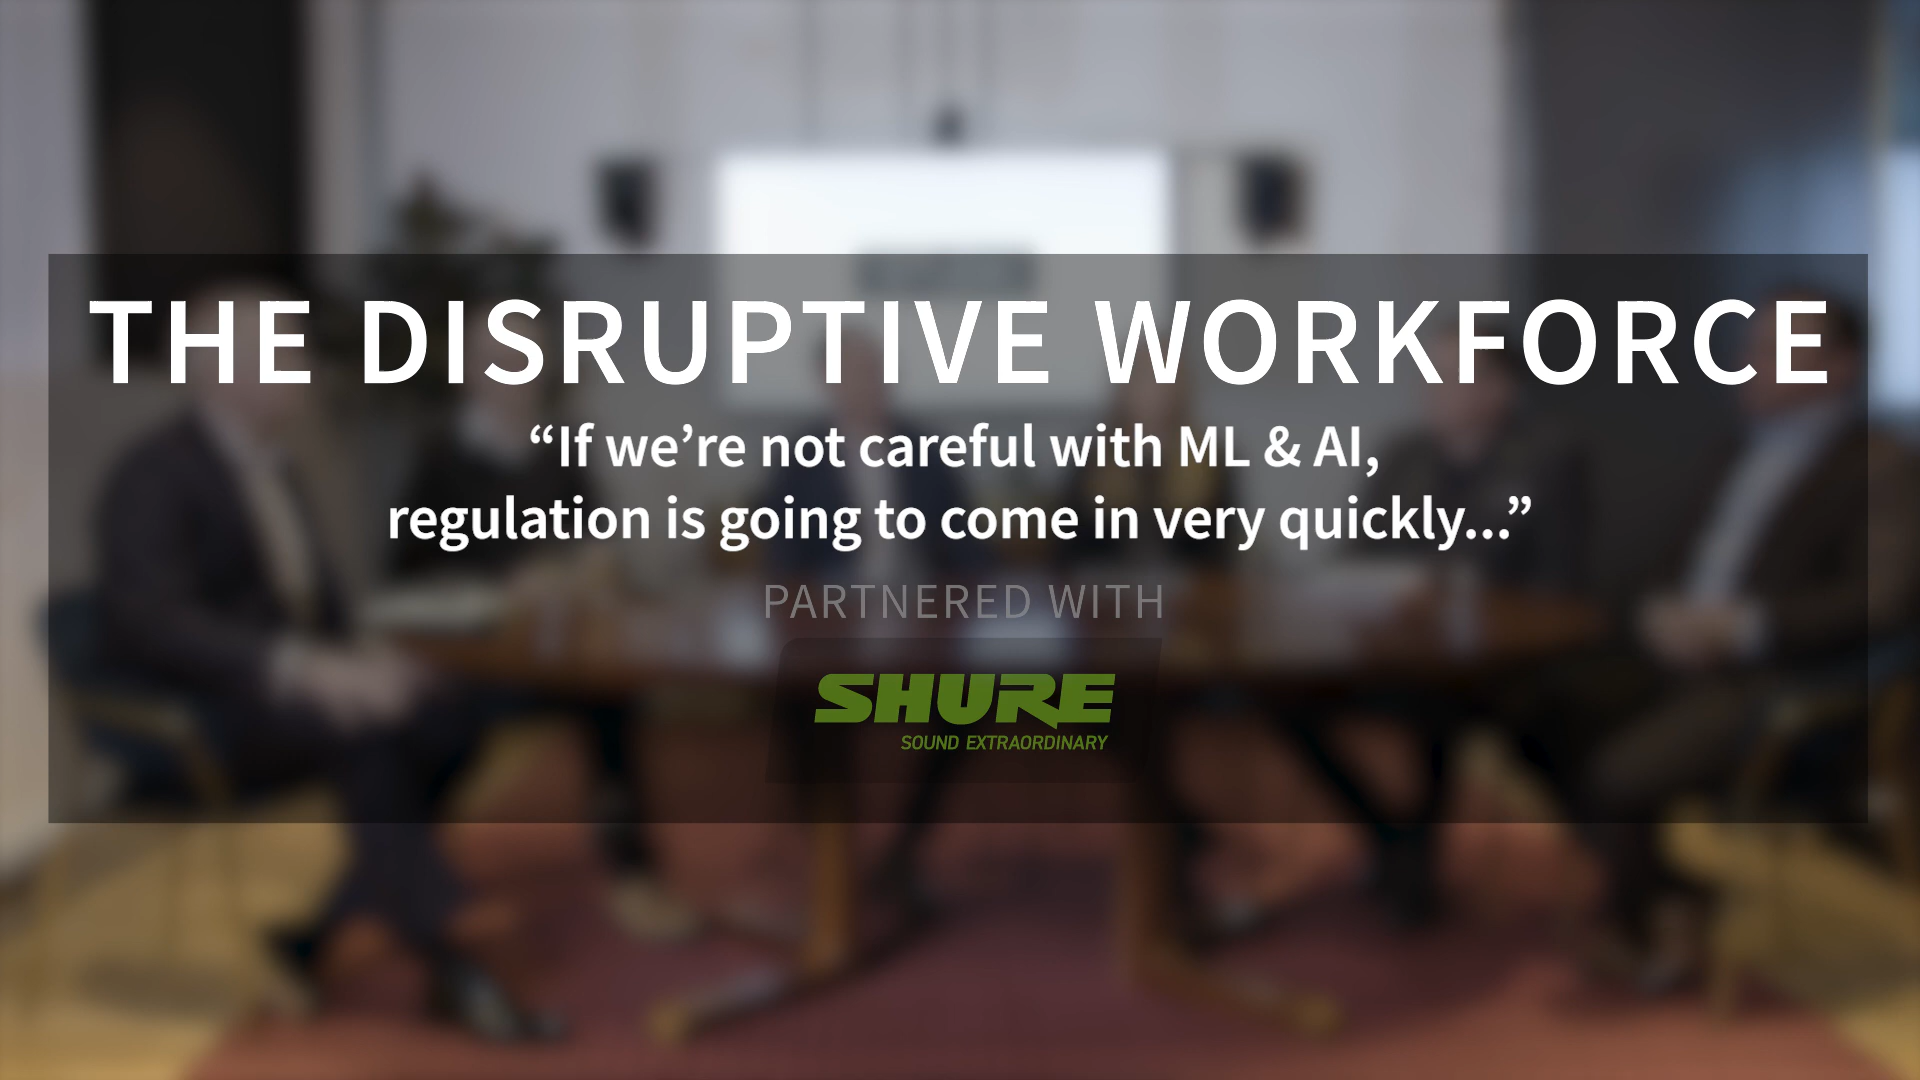 THE DISRUPTIVE WORKFORCE
“If we’re not careful with ML & AI,
regulation is going to come in very quickly...”
PARTNERED WITH
SHURE
SOUND EXTRAORDINARY